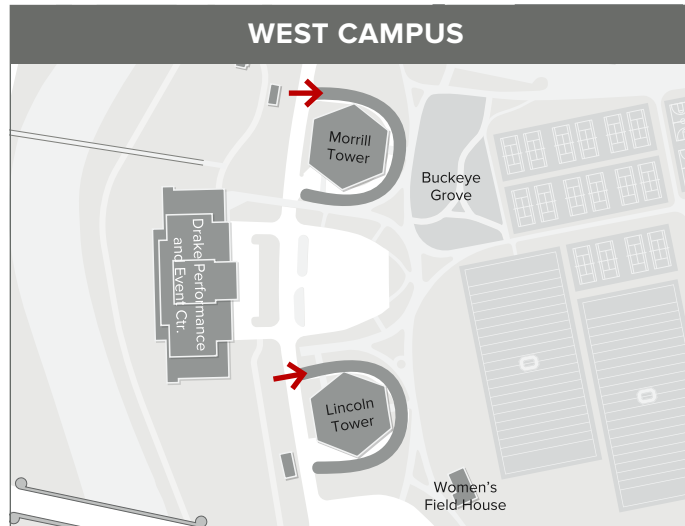 WEST CAMPUS
Morrill
Tower
Buckeye
Grove
Drake Performance
and Event Ctr.
Lincoln
Tower
Women's
Field House